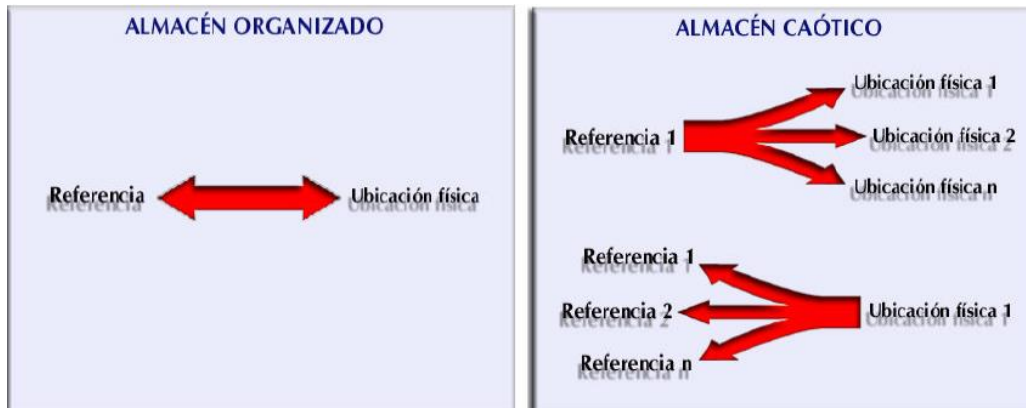 ALMACÉN ORGANIZADO
Referencia
Ubicación física
ALMACÉN CAÓTICO
Referencia 1
Ubicación física 1
Ubicación física 2
Ubicación física n
Referencia 1
Referencia 2
Referencia n
Ubicación física 1